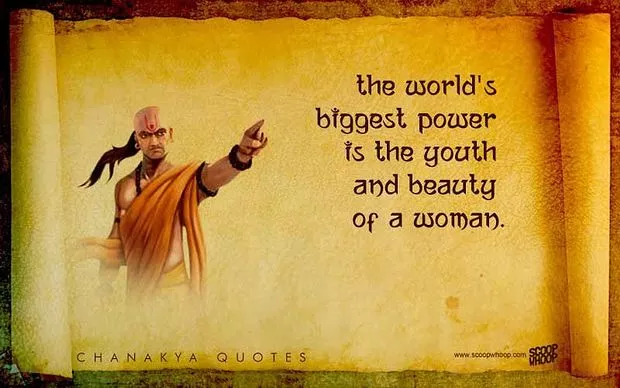 the world's
biggest power
is the youth
and beauty
of a woman.
CHANAKYA QUOTES
www.scoopwhoop.com
SCOOP
WHOOP